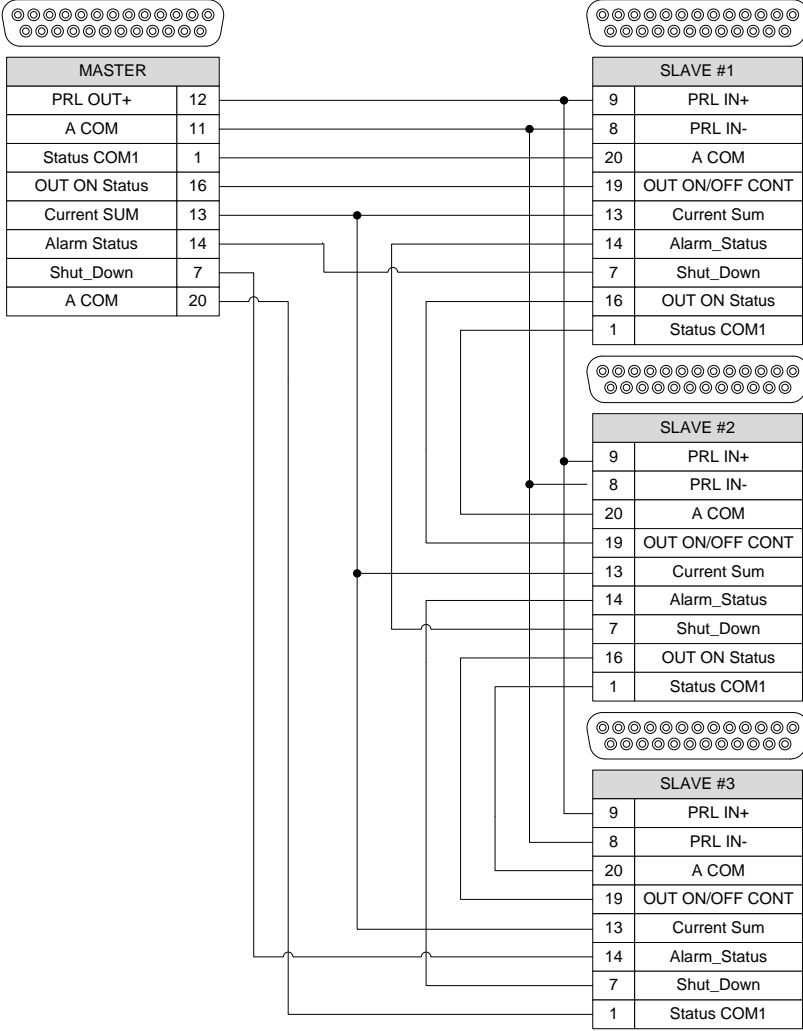 MASTER
PRL OUT+ 12
A COM 11
Status COM1 1
OUT ON Status 16
Current SUM 13
Alarm Status 14
Shut_Down 7
A COM 20
SLAVE #1
9 PRL IN+
8 PRL IN-
20 A COM
19 OUT ON/OFF CONT
13 Current Sum
14 Alarm_Status
7 Shut_Down
16 OUT ON Status
1 Status COM1
SLAVE #2
9 PRL IN+
8 PRL IN-
20 A COM
19 OUT ON/OFF CONT
13 Current Sum
14 Alarm_Status
7 Shut_Down
16 OUT ON Status
1 Status COM1
SLAVE #3
9 PRL IN+
8 PRL IN-
20 A COM
19 OUT ON/OFF CONT
13 Current Sum
14 Alarm_Status
7 Shut_Down
1 Status COM1